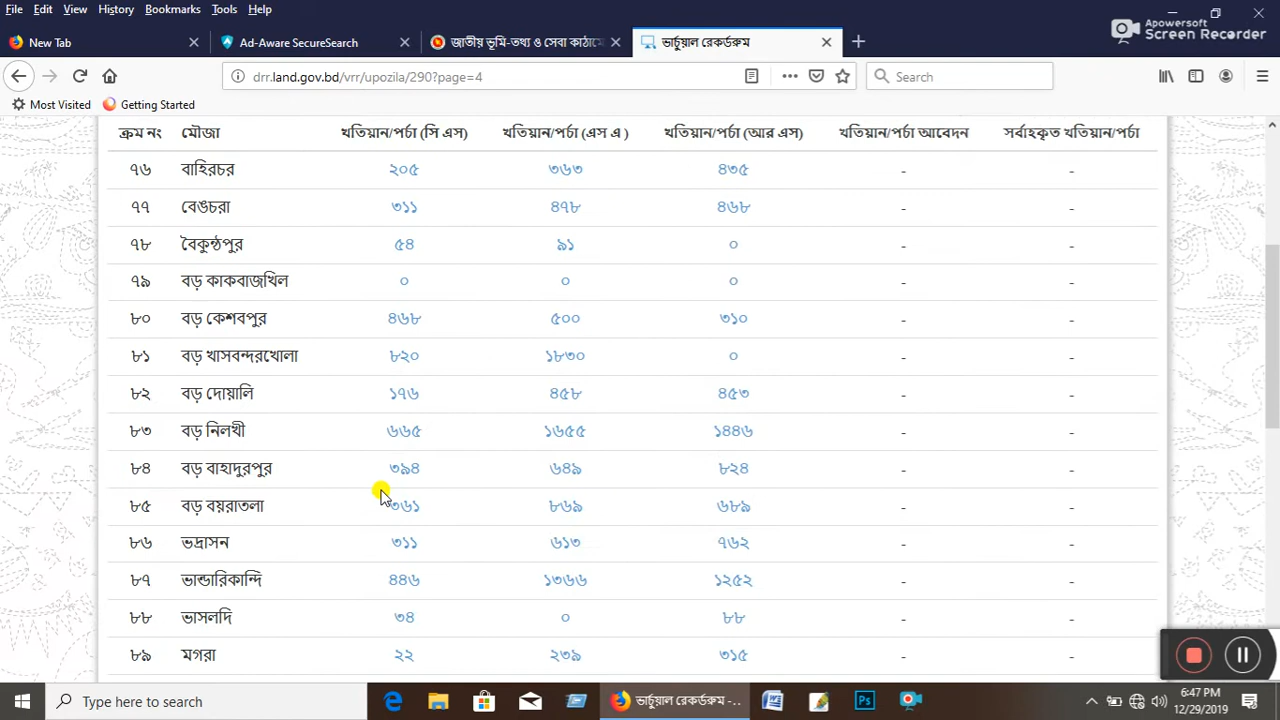 File Edit View History Bookmarks Tools Help
New Tab Ad-Aware SecureSearch জাতীয় ভূমি-তথ্য ও সেবা কাঠামে ভার্চুয়াল রেকর্ডরুম
Apowersoft
Screen Recorder
drr.land.gov.bd/vrr/upozila/290?page=4 Search
Most Visited Getting Started
ক্রম নং মৌজা খতিয়ান/পর্চা (সি এস) খতিয়ান/পর্চা (এস এ) খতিয়ান/পর্চা (আর এস) খতিয়ান/পর্চা আবেদন সর্বাহকৃত খতিয়ান/পর্চা
৭৬ বাহিরচর ২০৫ ৩৬৩ ৪৩৫ - -
৭৭ বেঙচরা ৩১১ ৪৭৮ ৪৬৮ - -
৭৮ বৈকুন্ঠপুর ৫৪ ৯১ ০ - -
৭৯ বড় কাকবাজখিল ০ ০ ০ - -
৮০ বড় কেশবপুর ৪৬৮ ৫০০ ৩১০ - -
৮১ বড় খাসবন্দরখোলা ৮২০ ১৮৩০ ০ - -
৮২ বড় দোয়ালি ১৭৬ ৪৫৮ ৪৫৩ - -
৮৩ বড় নিলখী ৬৬৫ ১৬৫৫ ১৪৪৬ - -
৮৪ বড় বাহাদুরপুর ৩৯৪ ৬৪৯ ৮২৪ - -
৮৫ বড় বয়রাতলা ৩৬১ ৮৬৯ ৬৮৯ - -
৮৬ ভদ্রাসন ৩১১ ৬১৩ ৭৬২ - -
৮৭ ভান্ডারিকান্দি ৪৪৬ ১৩৬৬ ১২৫২ - -
৮৮ ভাসলদি ৩৪ ০ ৮৮ - -
৮৯ মগরা ২২ ২৩৯ ৩১৫ - -
Type here to search ভার্চুয়াল রেকর্ডরুম -.. 6:47 PM
12/29/2019